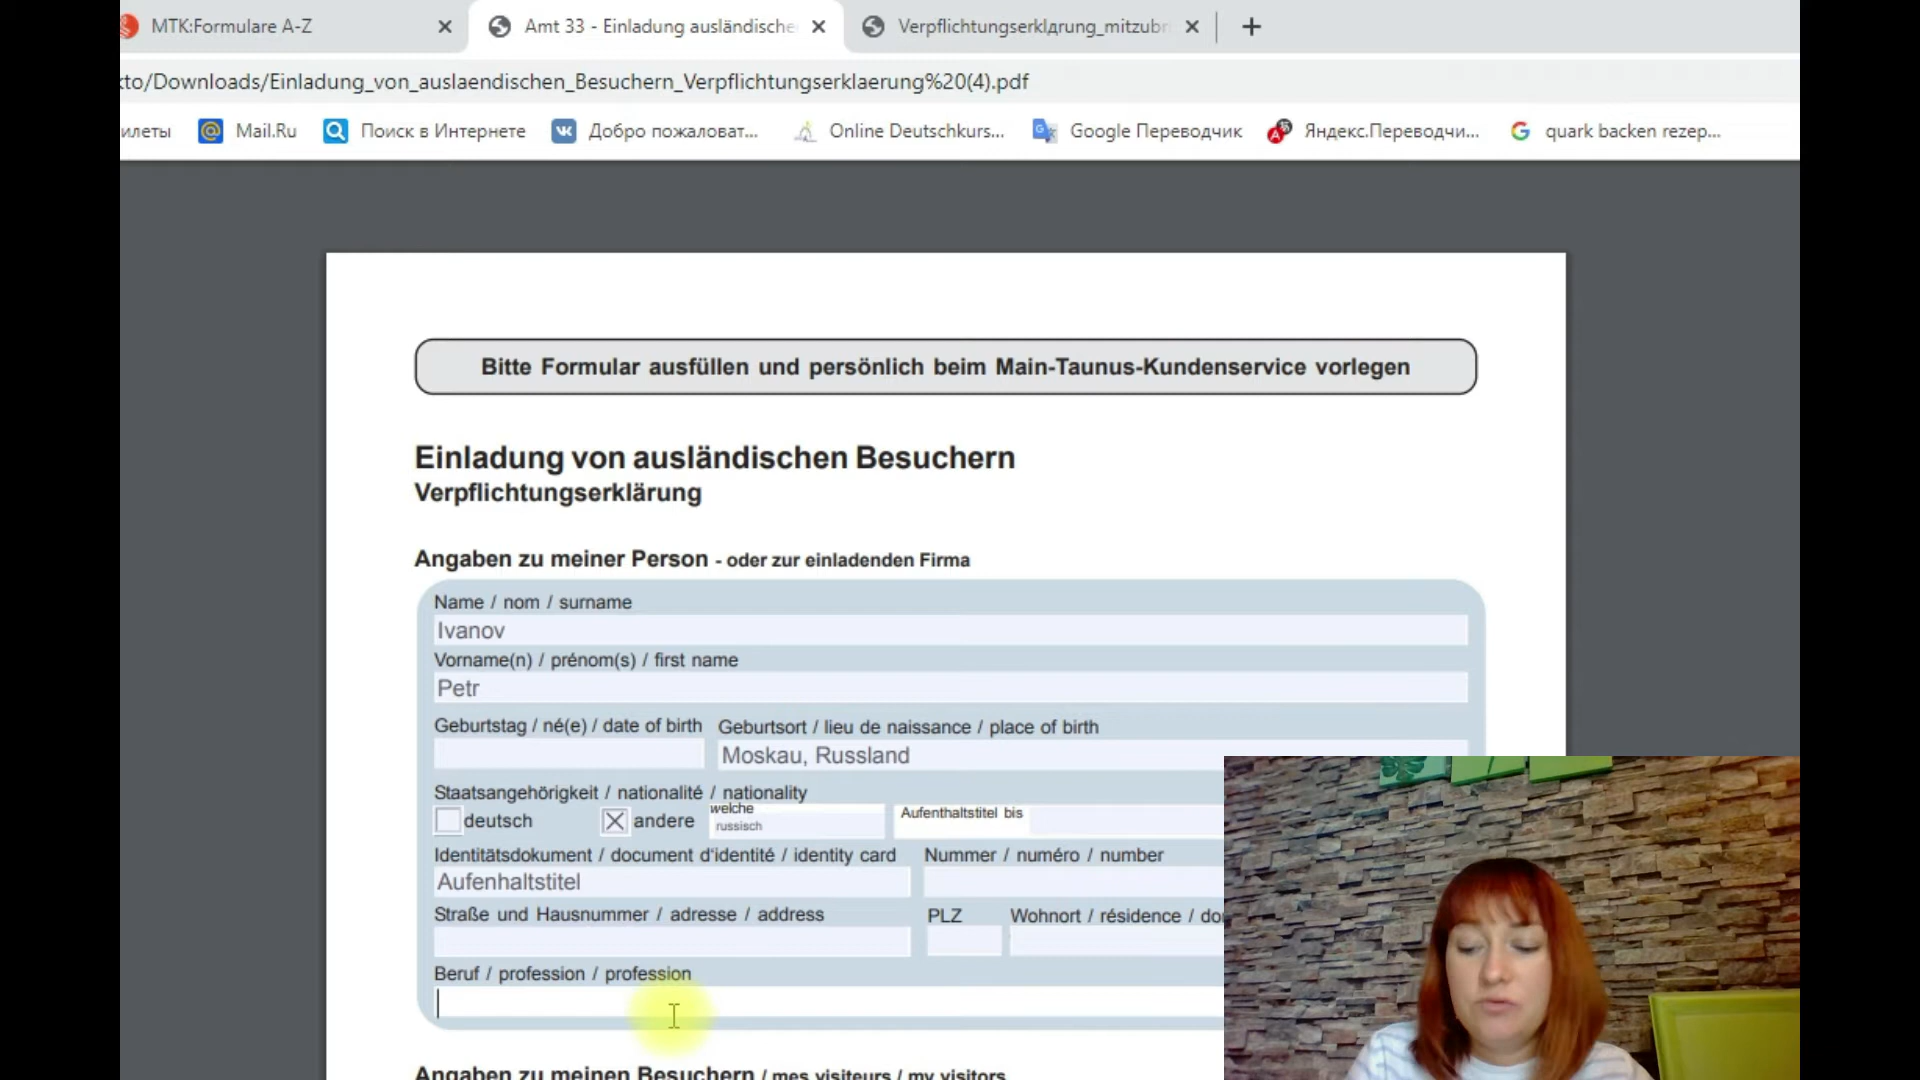 MTK:Formulare A-Z
Amt 33 - Einladung ausländische
Verpflichtungserklдrung_mitzubri
kto/Downloads/Einladung_von_auslaendischen_Besuchern_Verpflichtungserklaerung%20(4).pdf
илеты
Mail.Ru
Поиск в Интернете
Добро пожаловат...
Online Deutschkurs...
Google Переводчик
Яндекс.Переводчи...
quark backen rezep...
Bitte Formular ausfüllen und persönlich beim Main-Taunus-Kundenservice vorlegen
Einladung von ausländischen Besuchern
Verpflichtungserklärung
Angaben zu meiner Person - oder zur einladenden Firma
Name / nom / surname
Ivanov
Vorname(n) / prénom(s) / first name
Petr
Geburtstag / né(e) / date of birth
Geburtsort / lieu de naissance / place of birth
Moskau, Russland
Staatsangehörigkeit / nationalité / nationality
deutsch
andere
welche
russisch
Aufenthaltstitel bis
Identitätsdokument / document d'identité / identity card
Nummer / numéro / number
Aufenhaltstitel
Straße und Hausnummer / adresse / address
PLZ
Wohnort / résidence / do
Beruf / profession / profession
Angaben zu meinen Besuchern / mes visiteurs / my visitors